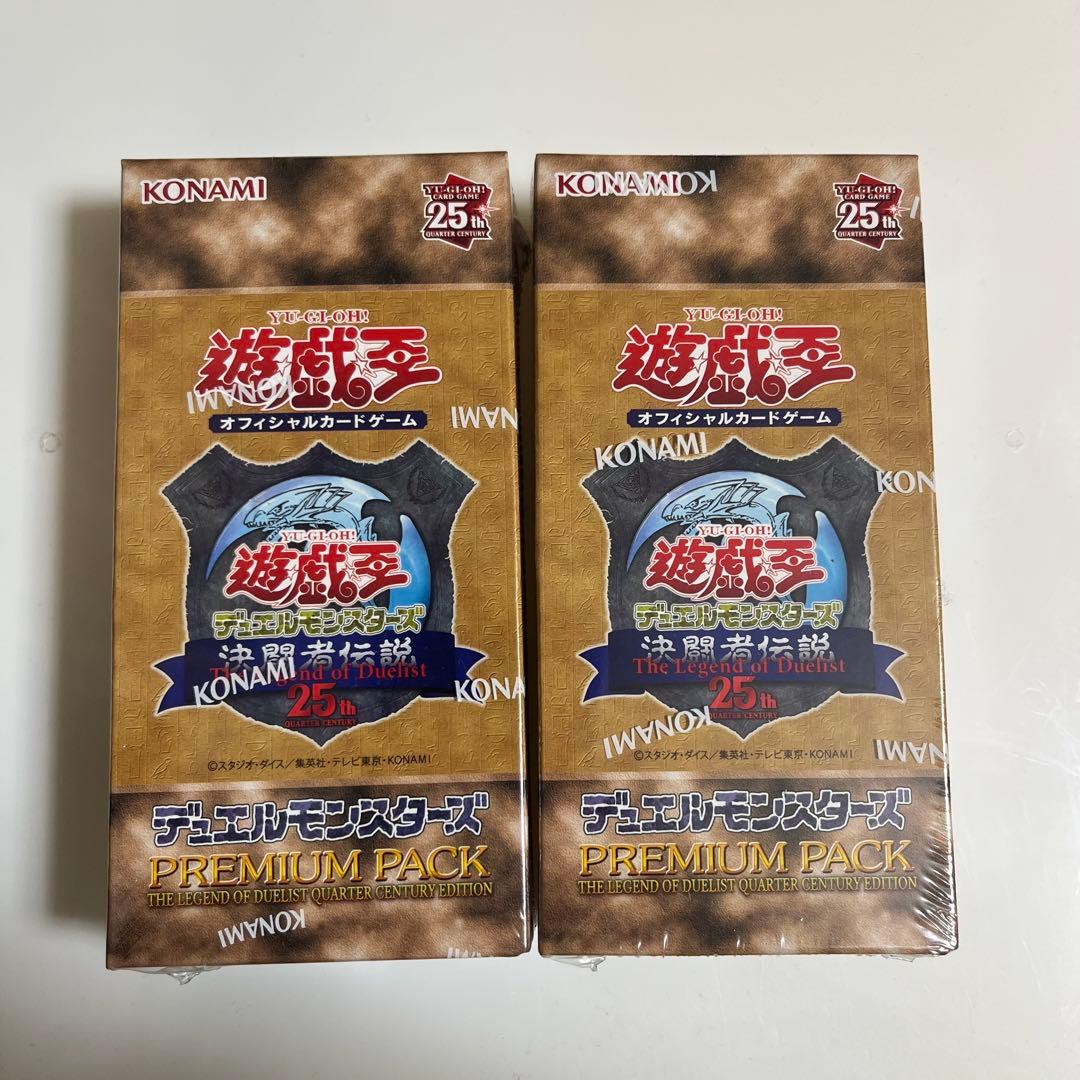 KONAMI
YU-GI-OH!
CARD GAME
25th
QUARTER CENTURY
YU-GI-OH!
遊戯王
オフィシャルカードゲーム
KONAMI
KONAMI
YU-GI-OH!
遊戯王
デュエルモンスターズ
決闘者伝説
The Legend of Duelist
25th
QUARTER CENTURY
KONAMI
KONA
©スタジオ・ダイス/集英社・テレビ東京・KONAMI
デュエルモンスターズ
PREMIUM PACK
THE LEGEND OF DUELIST QUARTER CENTURY EDITION
KONAMI
KONAMI
KONAMI
YU-GI-OH!
CARD GAME
25th
QUARTER CENTURY
YU-GI-OH!
遊戯王
オフィシャルカードゲーム
KONAMI
KON
YU-GI-OH!
遊戯王
デュエルモンスターズ
決闘者伝説
The Legend of Duelist
25th
QUARTER CENTURY
KONAMI
©スタジオ・ダイス/集英社・テレビ東京・KONAMI
デュエルモンスターズ
PREMIUM PACK
THE LEGEND OF DUELIST QUARTER CENTURY EDITION